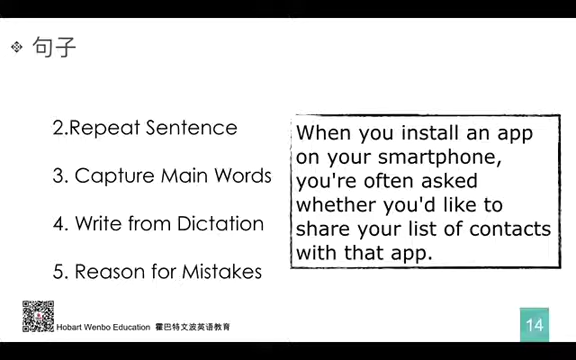 句子
2.Repeat Sentence
3. Capture Main Words
4. Write from Dictation
5. Reason for Mistakes
When you install an app
on your smartphone,
you're often asked
whether you'd like to
share your list of contacts
with that app.
Hobart Wenbo Education 霍巴特文波英语教育
14